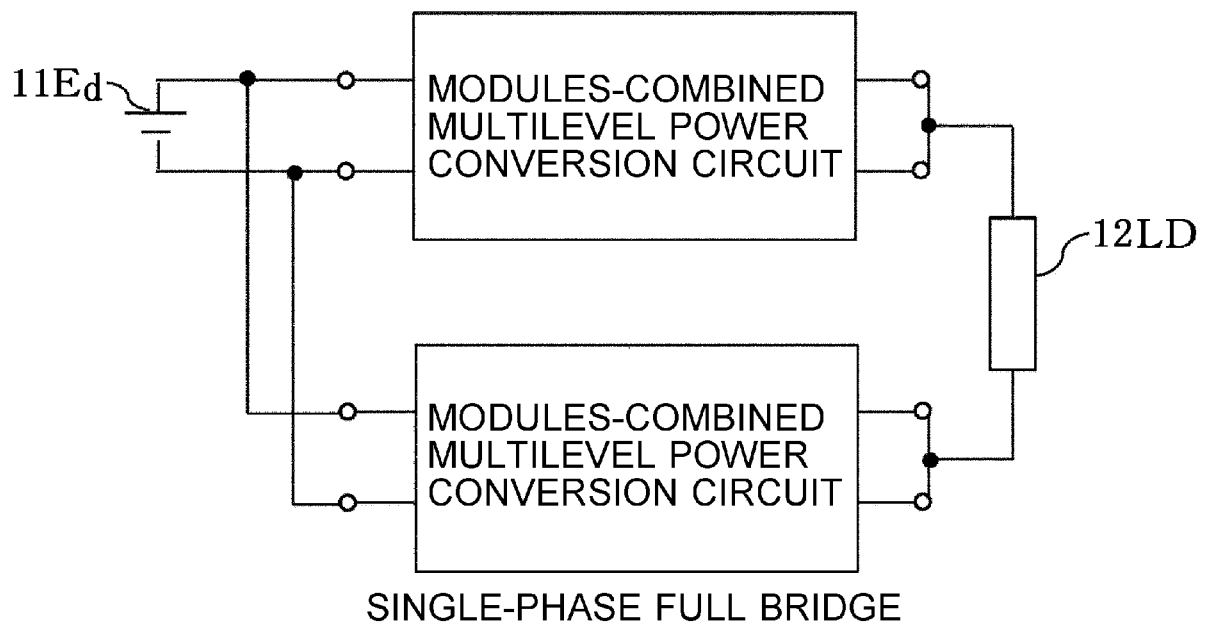 11Ed
MODULES-COMBINED
MULTILEVEL POWER
CONVERSION CIRCUIT
12LD
MODULES-COMBINED
MULTILEVEL POWER
CONVERSION CIRCUIT
SINGLE-PHASE FULL BRIDGE